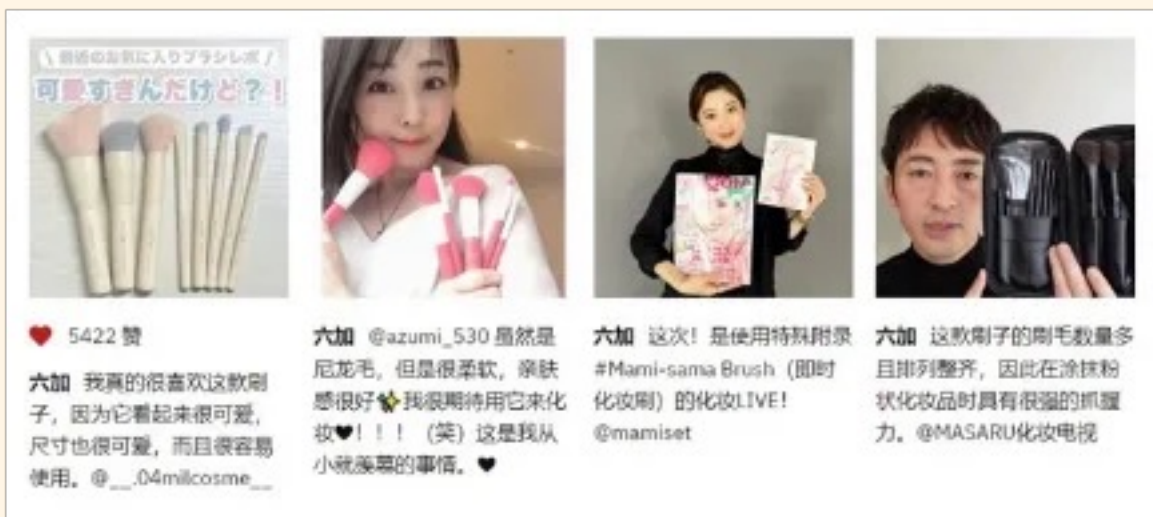 \ 最近のお気に入りブラシレポ /
可愛すぎんだけど？！
5422 赞
六加 我真的很喜欢这款刷
子，因为它看起来很可爱，
尺寸也很可爱，而且很容易
使用。@__.04milcosme__
六加 @azumi_530 虽然是
尼龙毛，但是很柔软，亲肤
感很好✨我很期待用它来化
妆♥！！！（笑）这是我从
小就羡慕的事情。♥
六加 这次！是使用特殊附录
#Mami-sama Brush（即时
化妆刷）的化妆LIVE！
@mamiset
六加 这款刷子的刷毛数量多
且排列整齐，因此在涂抹粉
状化妆品时具有很强的抓握
力。@MASARU化妆电视